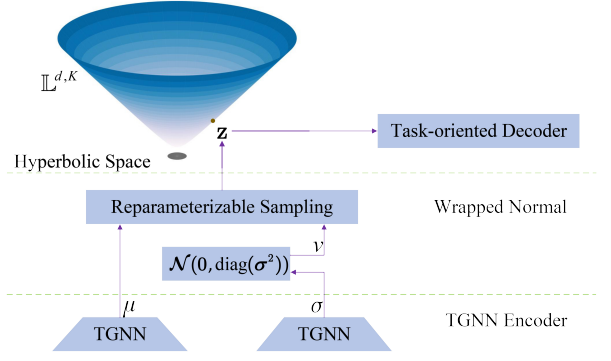 𝕃^{d,K}
z
Task-oriented Decoder
Hyperbolic Space
Reparameterizable Sampling
Wrapped Normal
ν
𝒩(0, diag(σ²))
μ
σ
TGNN Encoder
TGNN
TGNN